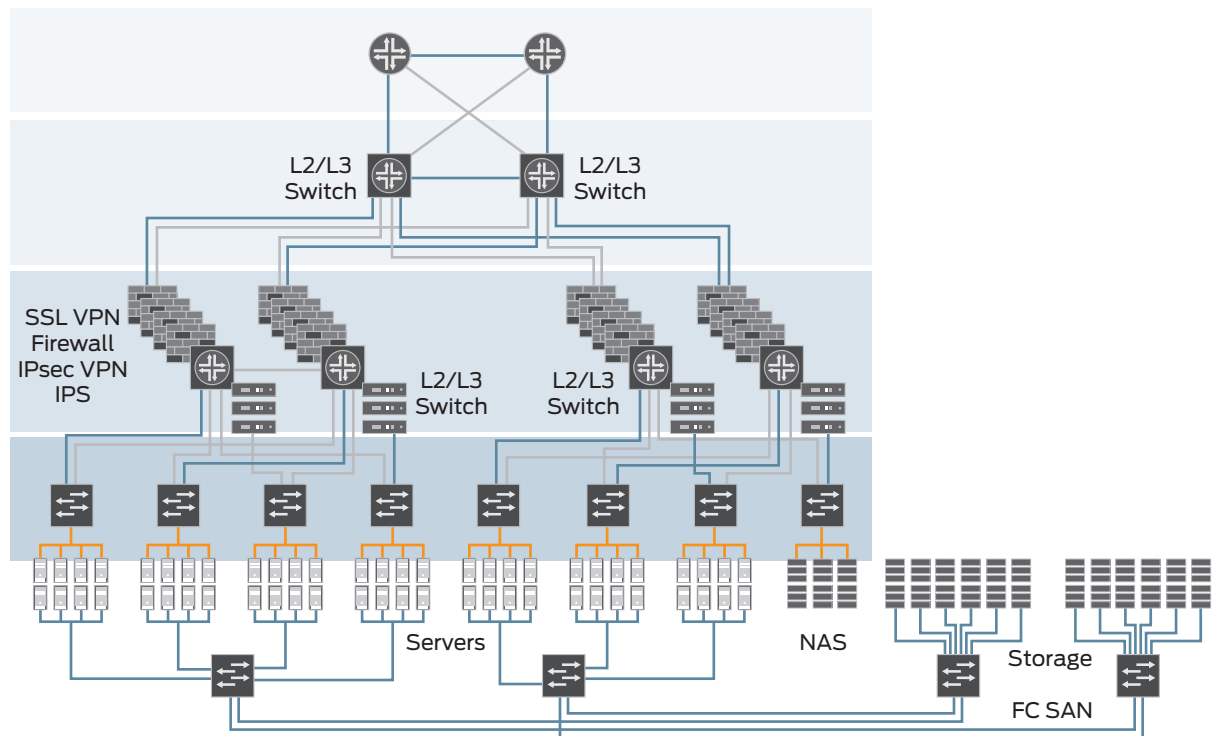 L2/L3
Switch
L2/L3
Switch
SSL VPN
Firewall
IPsec VPN
IPS
L2/L3
Switch
L2/L3
Switch
Servers
NAS
Storage
FC SAN